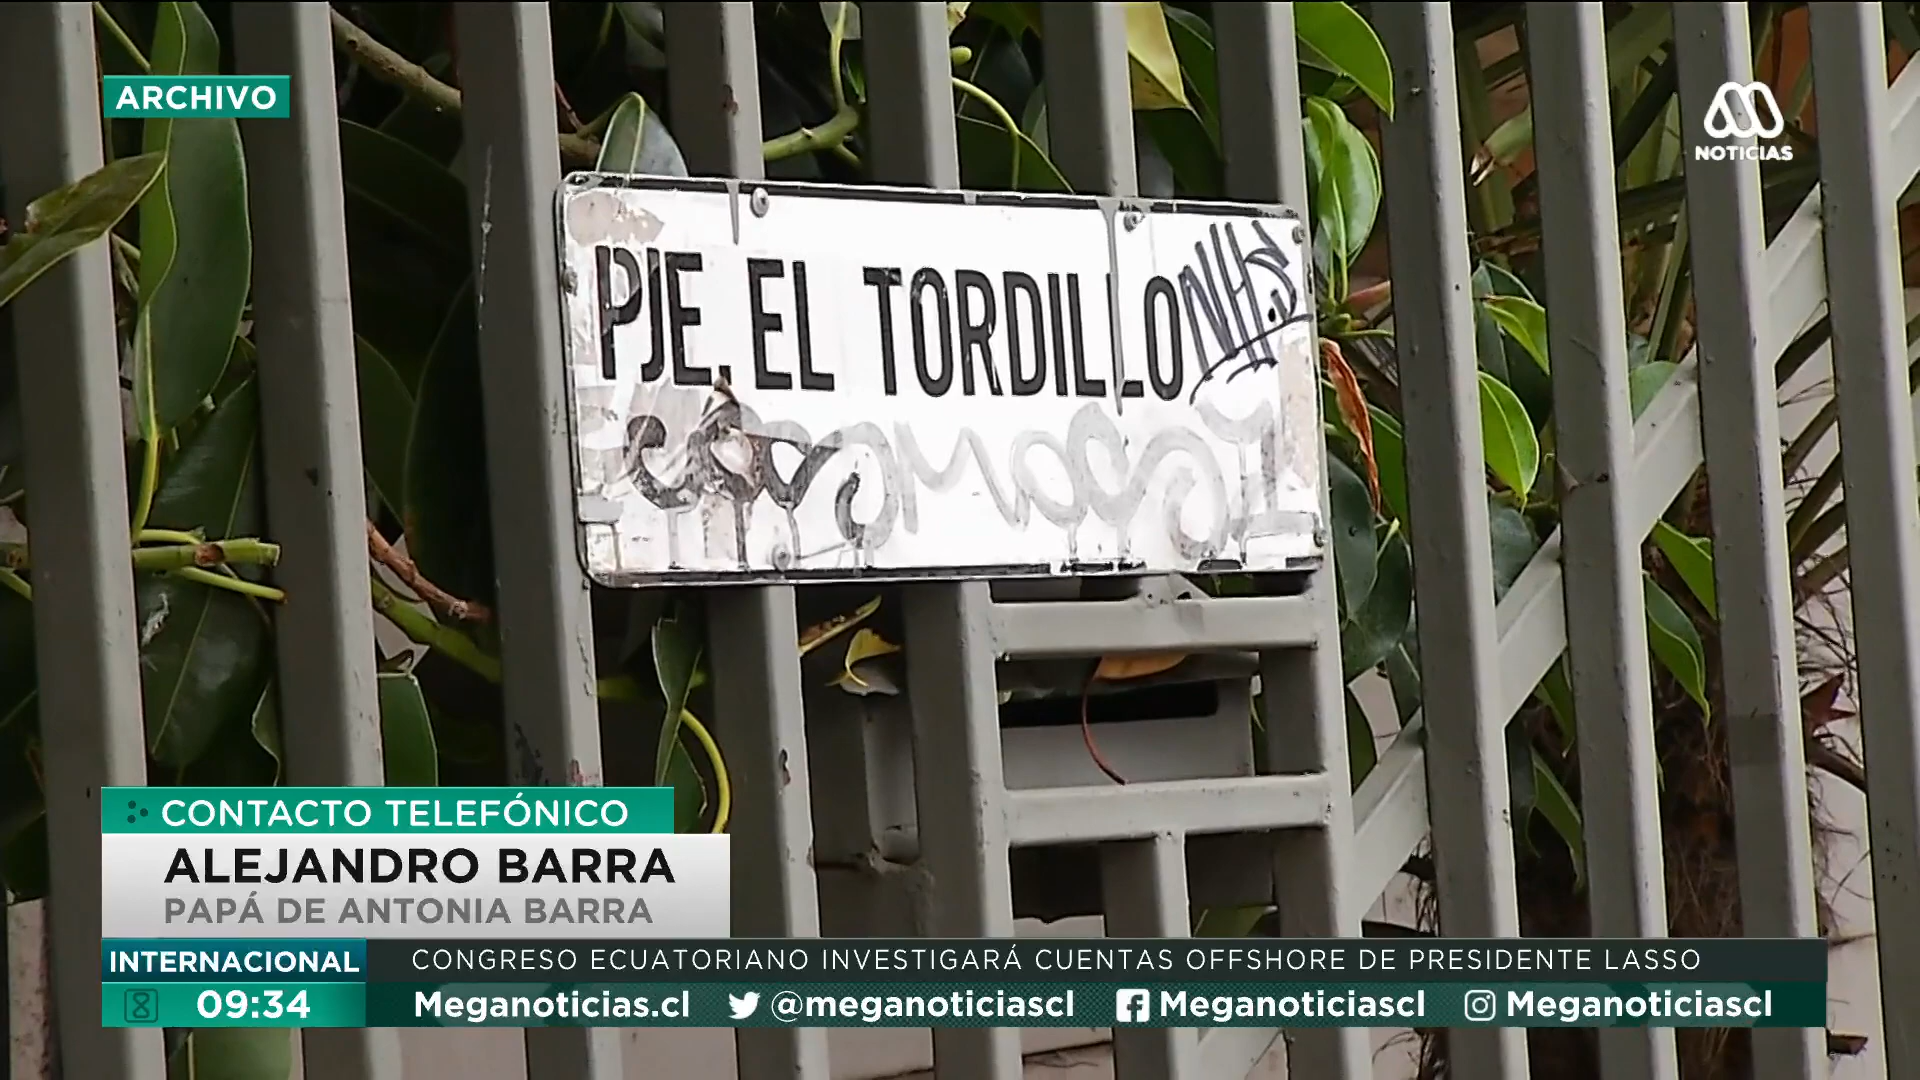 ARCHIVO
NOTICIAS
PJE. EL TORDILLO
NH.S
CONTACTO TELEFÓNICO
ALEJANDRO BARRA
PAPÁ DE ANTONIA BARRA
INTERNACIONAL CONGRESO ECUATORIANO INVESTIGARÁ CUENTAS OFFSHORE DE PRESIDENTE LASSO
09:34 Meganoticias.cl @meganoticiascl Meganoticiascl Meganoticiascl